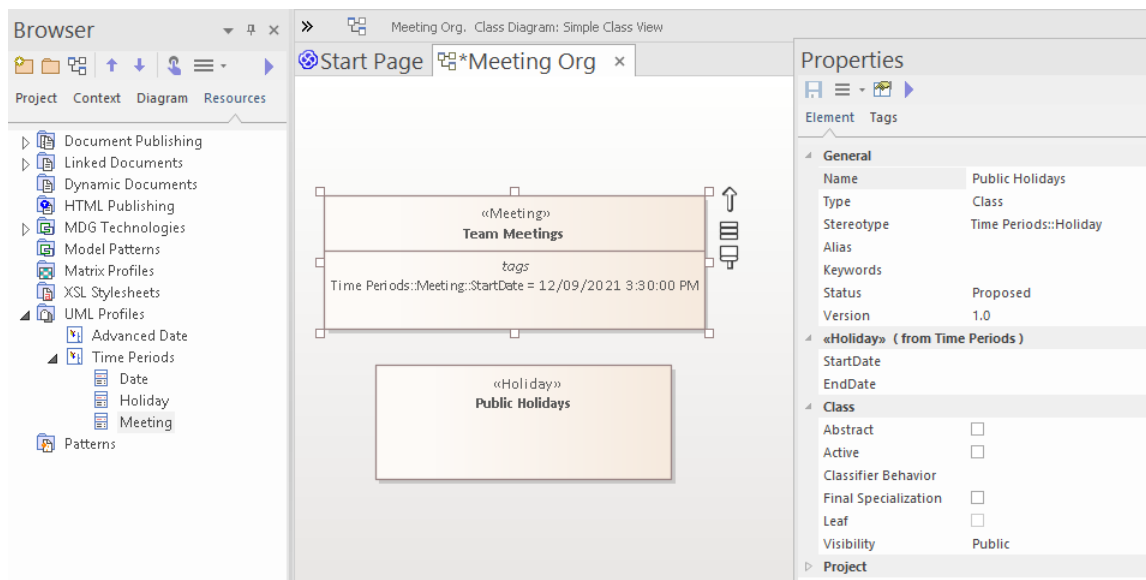 Browser
Project Context Diagram Resources
Document Publishing
Linked Documents
Dynamic Documents
HTML Publishing
MDG Technologies
Model Patterns
Matrix Profiles
XSL Stylesheets
UML Profiles
Advanced Date
Time Periods
Date
Holiday
Meeting
Patterns
Meeting Org. Class Diagram: Simple Class View
Start Page *Meeting Org ×
«Meeting»
Team Meetings
tags
Time Periods::Meeting::StartDate = 12/09/2021 3:30:00 PM
«Holiday»
Public Holidays
Properties
Element Tags
General
Name Public Holidays
Type Class
Stereotype Time Periods::Holiday
Alias
Keywords
Status Proposed
Version 1.0
«Holiday» ( from Time Periods )
StartDate
EndDate
Class
Abstract
Active
Classifier Behavior
Final Specialization
Leaf
Visibility Public
Project